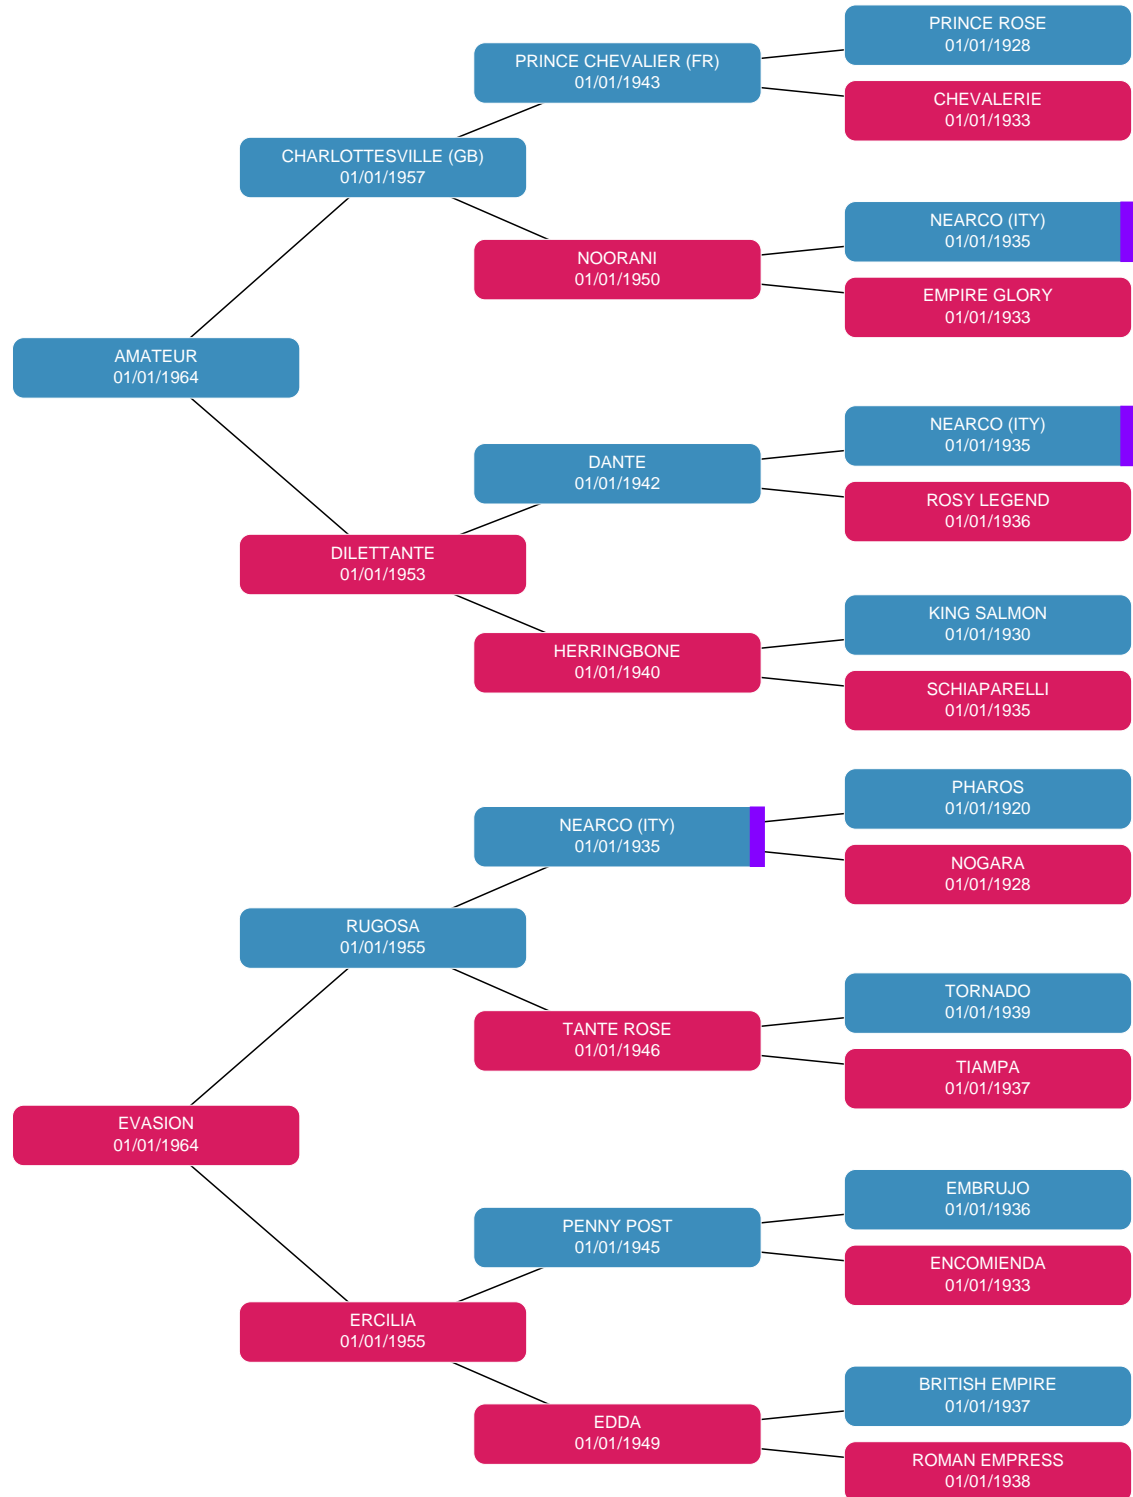 PRINCE ROSE
01/01/1928
PRINCE CHEVALIER (FR)
01/01/1943
CHEVALERIE
01/01/1933
CHARLOTTESVILLE (GB)
01/01/1957
NEARCO (ITY)
01/01/1935
NOORANI
01/01/1950
EMPIRE GLORY
01/01/1933
AMATEUR
01/01/1964
NEARCO (ITY)
01/01/1935
DANTE
01/01/1942
ROSY LEGEND
01/01/1936
DILETTANTE
01/01/1953
KING SALMON
01/01/1930
HERRINGBONE
01/01/1940
SCHIAPARELLI
01/01/1935
PHAROS
01/01/1920
NEARCO (ITY)
01/01/1935
NOGARA
01/01/1928
RUGOSA
01/01/1955
TORNADO
01/01/1939
TANTE ROSE
01/01/1946
TIAMPA
01/01/1937
EVASION
01/01/1964
EMBRUJO
01/01/1936
PENNY POST
01/01/1945
ENCOMIENDA
01/01/1933
ERCILIA
01/01/1955
BRITISH EMPIRE
01/01/1937
EDDA
01/01/1949
ROMAN EMPRESS
01/01/1938